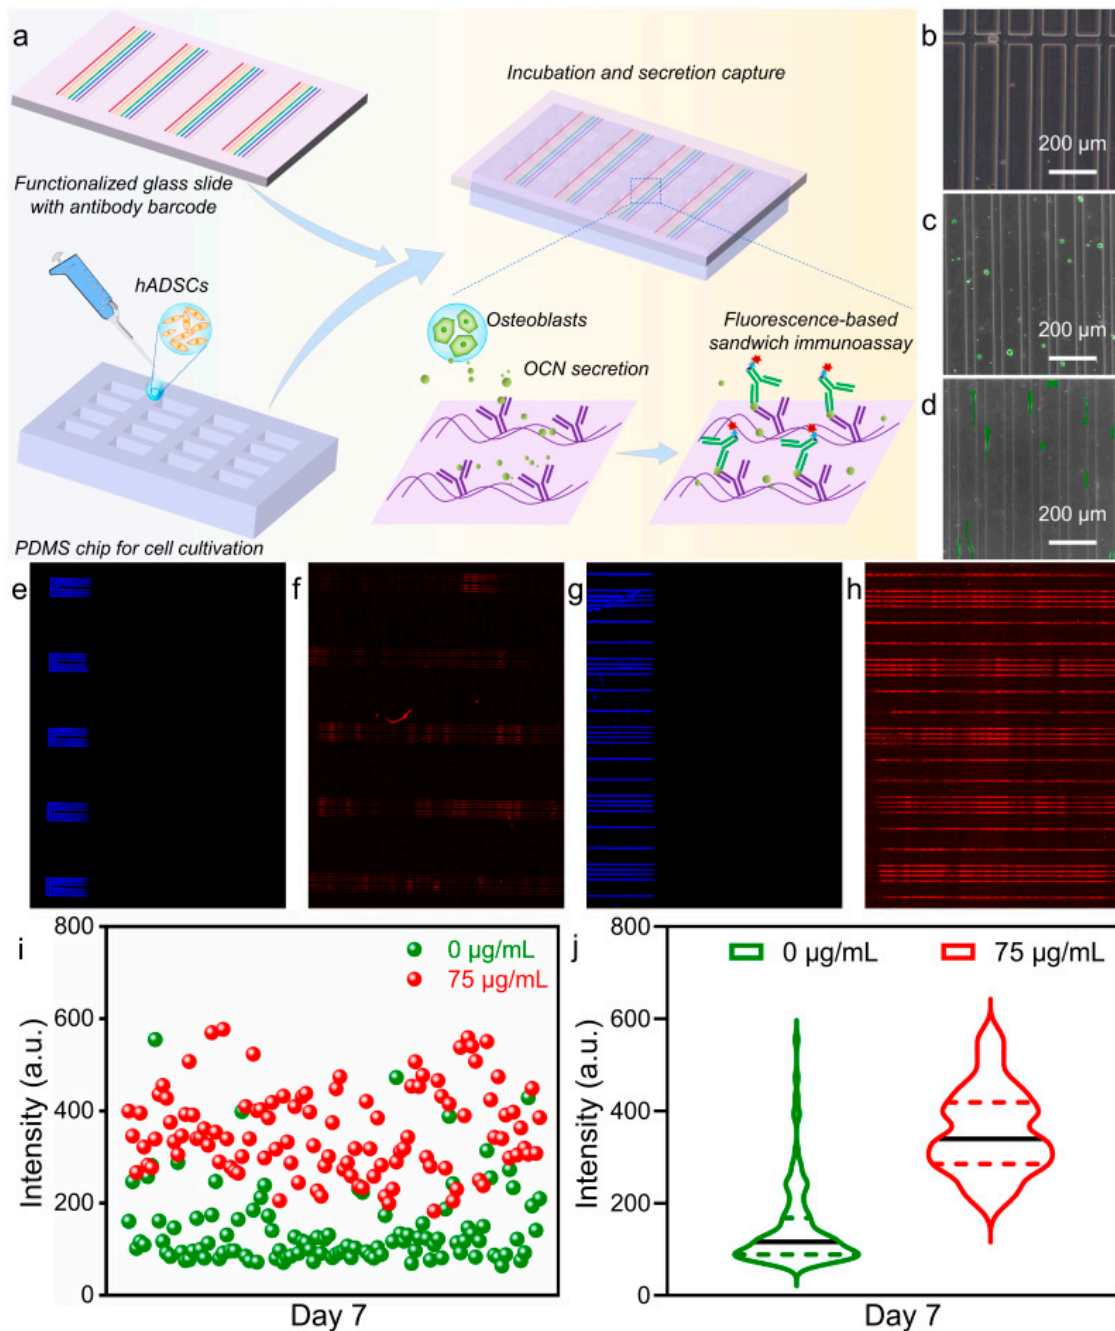 a
Functionalized glass slide
with antibody barcode
hADSCs
PDMS chip for cell cultivation
Incubation and secretion capture
Osteoblasts
OCN secretion
Fluorescence-based
sandwich immunoassay
b
200 µm
c
200 µm
d
200 µm
e
f
g
h
i
800
600
400
200
0
Intensity (a.u.)
0 µg/mL
75 µg/mL
Day 7
j
800
600
400
200
0
Intensity (a.u.)
0 µg/mL
75 µg/mL
Day 7